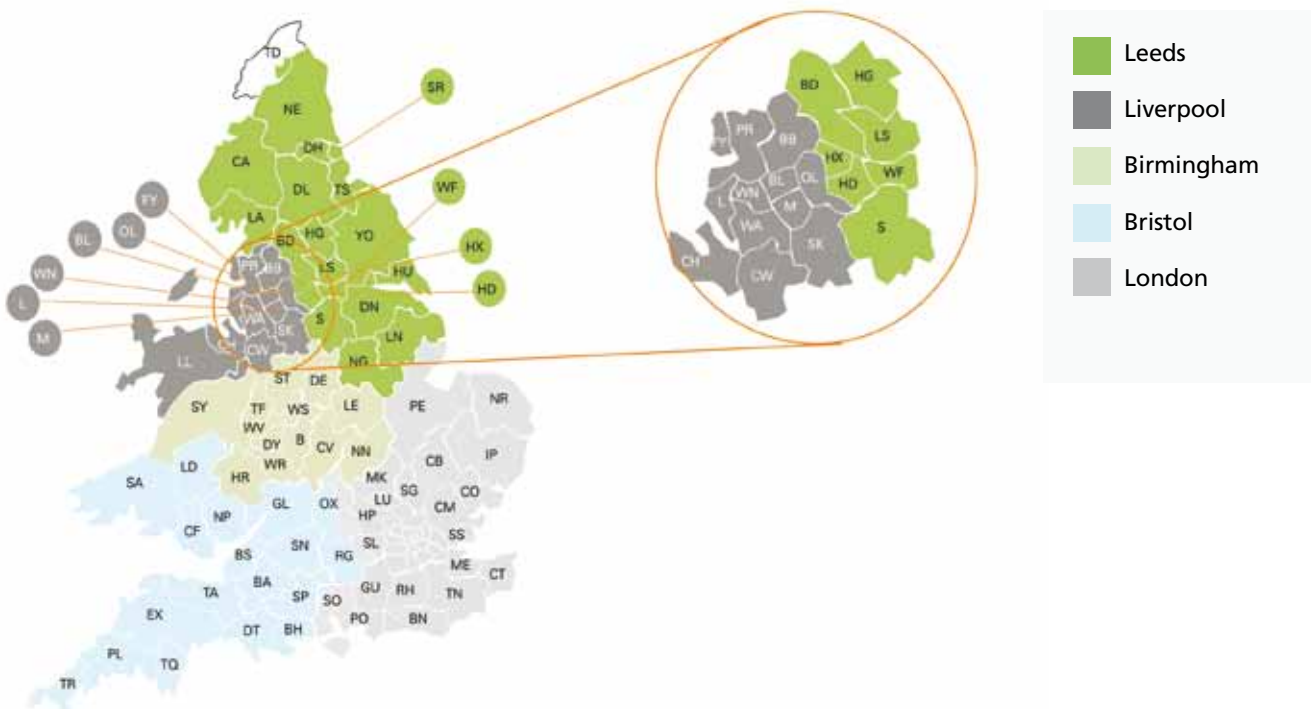 TD
NE
SR
DH
CA
DL
TS
WF
LA
HG
YO
BD
FY
OL
BL
HX
PR
BB
LS
HU
WN
HD
L
DN
M
WA
S
SK
LN
CW
LL
NG
ST
DE
SY
TF
WS
LE
PE
NR
WV
DY
B
CV
NN
WR
HR
LD
SA
MK
CB
IP
SG
CO
GL
OX
LU
HP
CM
NP
CF
SS
SN
SL
BS
RG
ME
CT
BA
TA
GU
RH
TN
SP
SO
EX
PO
BN
DT
BH
PL
TQ
TR
BD
HG
PR
BB
LS
FY
HX
WF
BL
OL
HD
WN
L
M
WA
S
SK
CH
CW
Leeds
Liverpool
Birmingham
Bristol
London